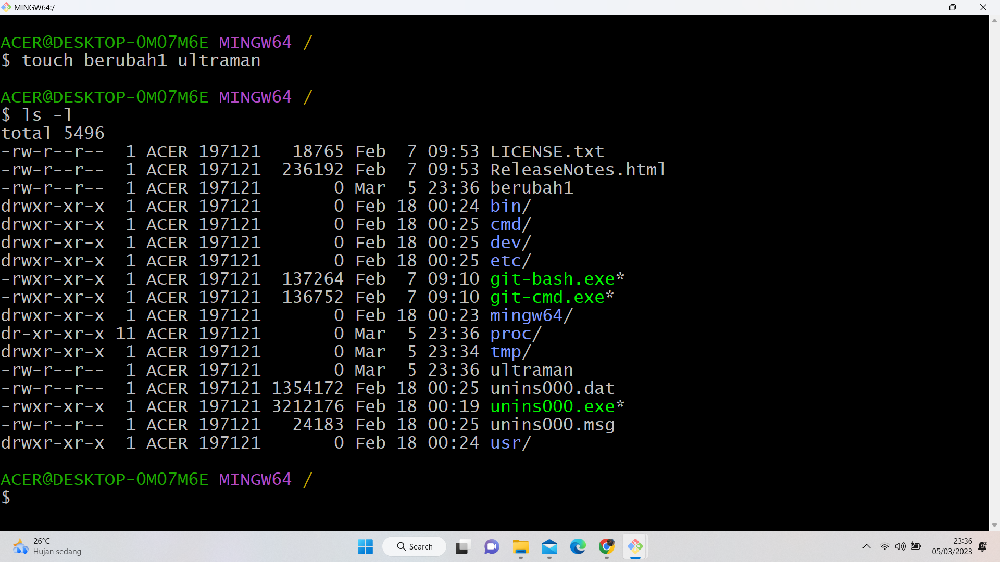 MINGW64:/
ACER@DESKTOP-0M07M6E MINGW64 /
$ touch berubah1 ultraman
ACER@DESKTOP-0M07M6E MINGW64 /
$ ls -l
total 5496
-rw-r--r--  1 ACER 197121   18765 Feb  7 09:53 LICENSE.txt
-rw-r--r--  1 ACER 197121  236192 Feb  7 09:53 ReleaseNotes.html
-rw-r--r--  1 ACER 197121       0 Mar  5 23:36 berubah1
drwxr-xr-x  1 ACER 197121       0 Feb 18 00:24 bin/
drwxr-xr-x  1 ACER 197121       0 Feb 18 00:25 cmd/
drwxr-xr-x  1 ACER 197121       0 Feb 18 00:25 dev/
drwxr-xr-x  1 ACER 197121       0 Feb 18 00:25 etc/
-rwxr-xr-x  1 ACER 197121  137264 Feb  7 09:10 git-bash.exe*
-rwxr-xr-x  1 ACER 197121  136752 Feb  7 09:10 git-cmd.exe*
drwxr-xr-x  1 ACER 197121       0 Feb 18 00:23 mingw64/
dr-xr-xr-x 11 ACER 197121       0 Mar  5 23:36 proc/
drwxr-xr-x  1 ACER 197121       0 Mar  5 23:34 tmp/
-rw-r--r--  1 ACER 197121       0 Mar  5 23:36 ultraman
-rw-r--r--  1 ACER 197121 1354172 Feb 18 00:25 unins000.dat
-rwxr-xr-x  1 ACER 197121 3212176 Feb 18 00:19 unins000.exe*
-rw-r--r--  1 ACER 197121   24183 Feb 18 00:25 unins000.msg
drwxr-xr-x  1 ACER 197121       0 Feb 18 00:24 usr/
ACER@DESKTOP-0M07M6E MINGW64 /
$
26°C
Hujan sedang
Search
23:36
05/03/2023